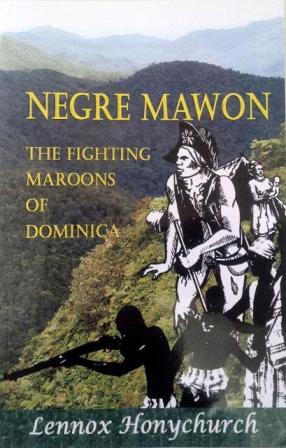 NEGRE MAWON
THE FIGHTING
MAROONS
OF
DOMINICA
Lennox Honychurch